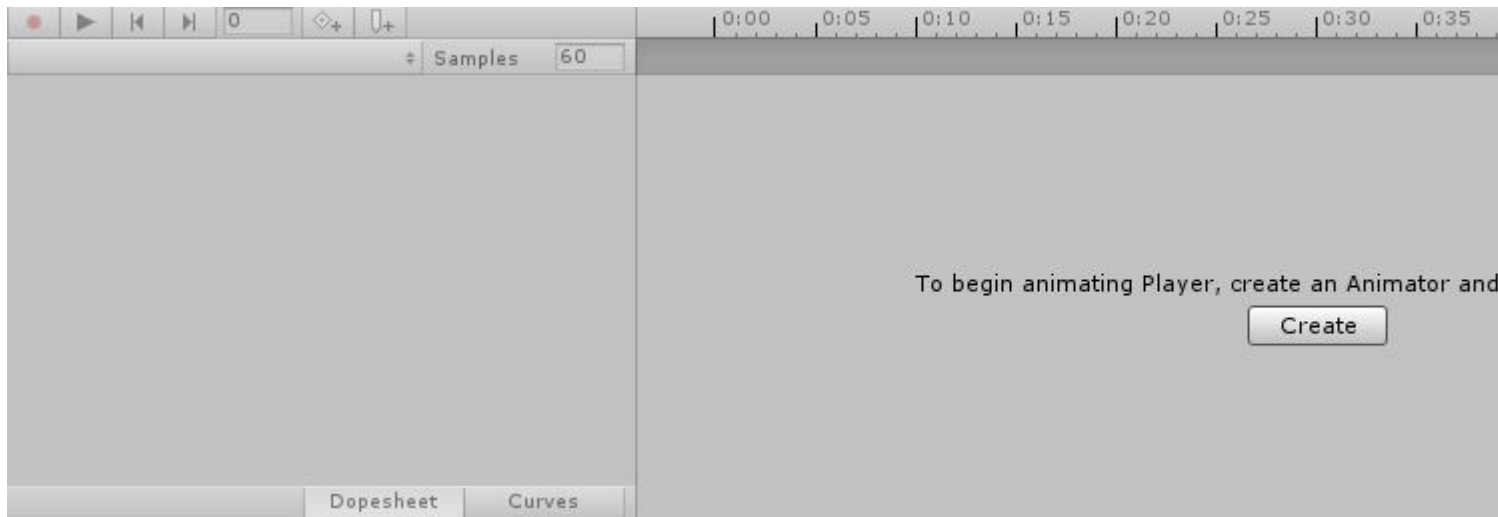 0 0:00 0:05 0:10 0:15 0:20 0:25 0:30 0:35
Samples 60
To begin animating Player, create an Animator and
Create
Dopesheet Curves